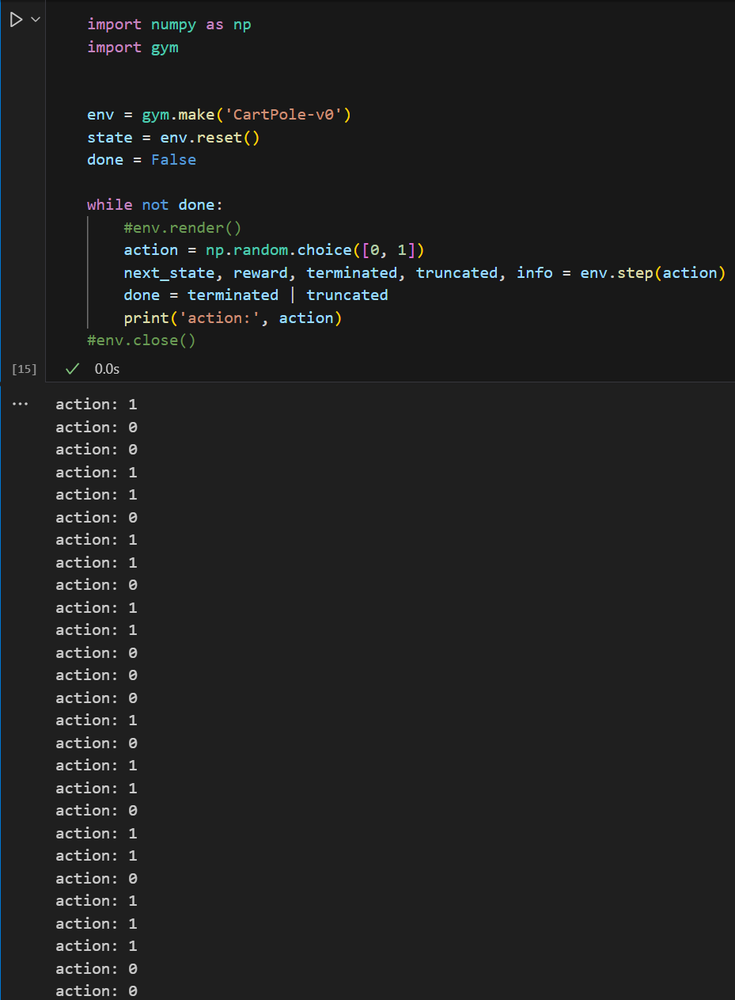 import numpy as np
import gym
env = gym.make('CartPole-v0')
state = env.reset()
done = False
while not done:
#env.render()
action = np.random.choice([0, 1])
next_state, reward, terminated, truncated, info = env.step(action)
done = terminated | truncated
print('action:', action)
#env.close()
[15] ✓ 0.0s
... action: 1
action: 0
action: 0
action: 1
action: 1
action: 0
action: 1
action: 1
action: 0
action: 1
action: 1
action: 0
action: 0
action: 0
action: 1
action: 0
action: 1
action: 1
action: 0
action: 1
action: 1
action: 0
action: 1
action: 1
action: 1
action: 0
action: 0